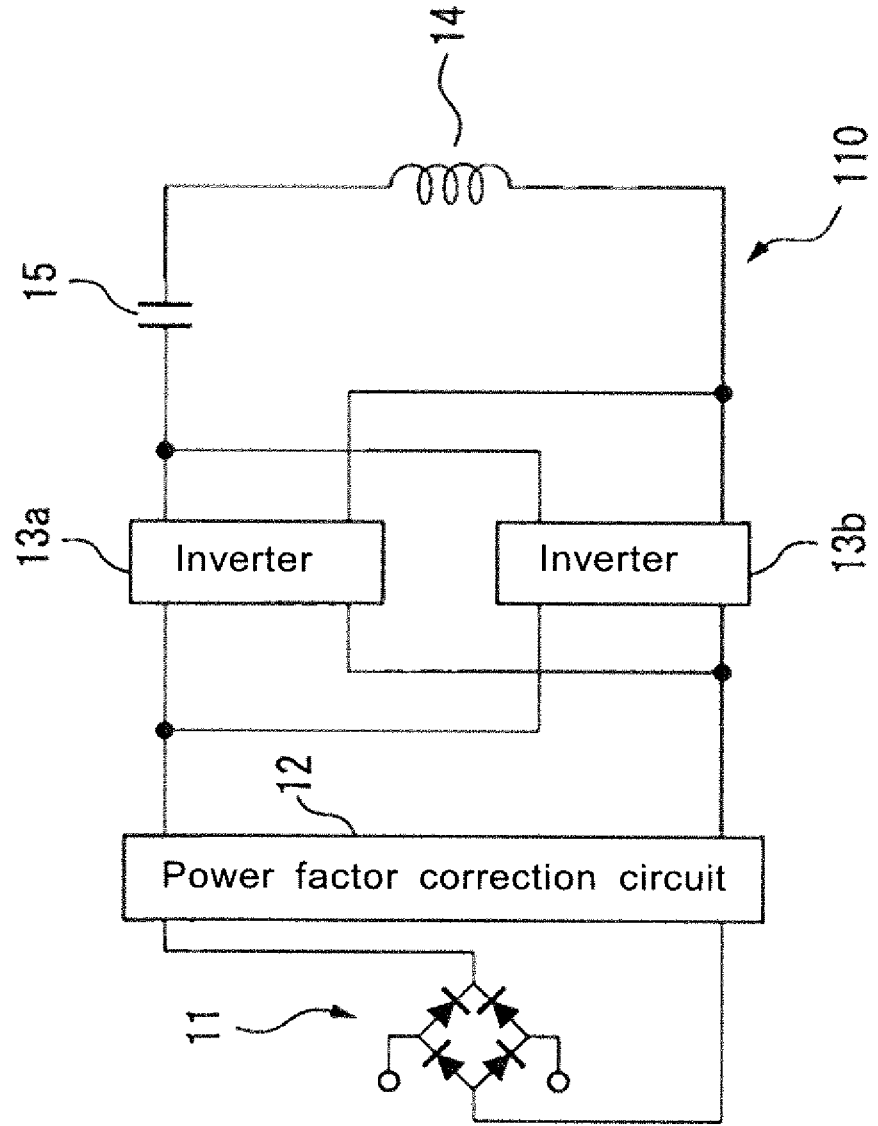 14
110
15
13a
Inverter
Inverter
13b
12
Power factor correction circuit
11